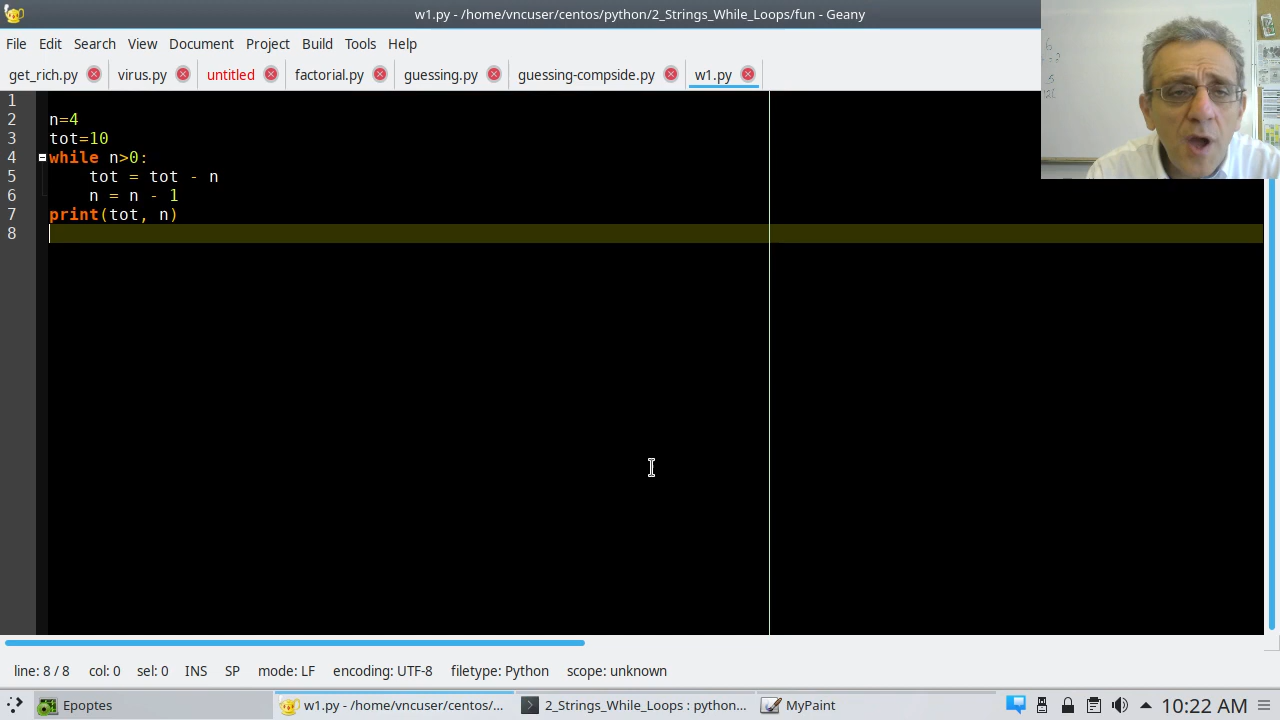 w1.py - /home/vncuser/centos/python/2_Strings_While_Loops/fun - Geany
File Edit Search View Document Project Build Tools Help
get_rich.py virus.py untitled factorial.py guessing.py guessing-compside.py w1.py
1
2 n=4
3 tot=10
4 while n>0:
5 tot = tot - n
6 n = n - 1
7 print(tot, n)
8
line: 8 / 8 col: 0 sel: 0 INS SP mode: LF encoding: UTF-8 filetype: Python scope: unknown
Epoptes w1.py - /home/vncuser/centos/... 2_Strings_While_Loops : python... MyPaint 10:22 AM